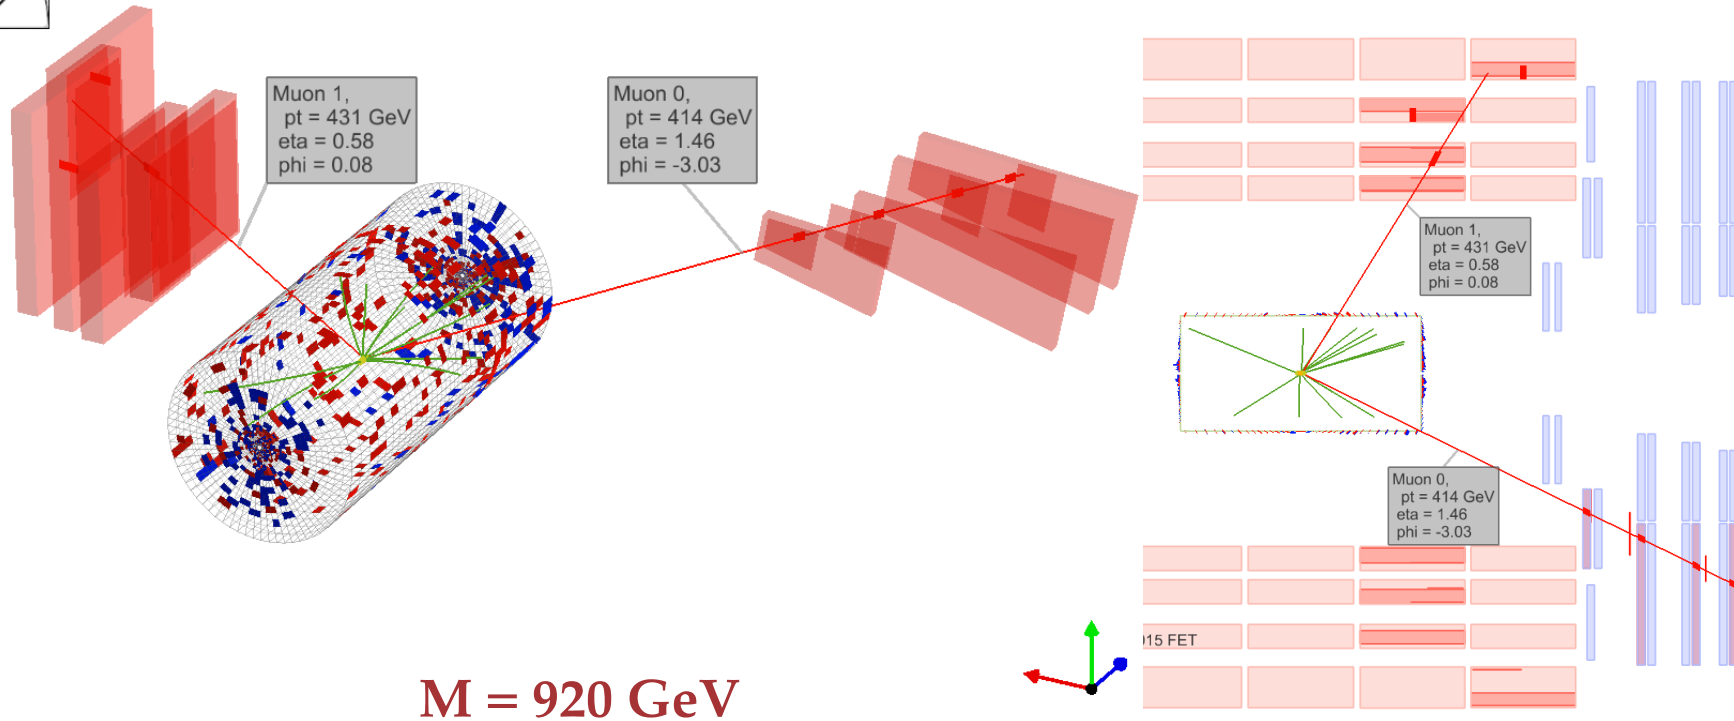 Muon 1,
pt = 431 GeV
eta = 0.58
phi = 0.08
Muon 0,
pt = 414 GeV
eta = 1.46
phi = -3.03
Muon 1,
pt = 431 GeV
eta = 0.58
phi = 0.08
Muon 0,
pt = 414 GeV
eta = 1.46
phi = -3.03
015 FET
M = 920 GeV